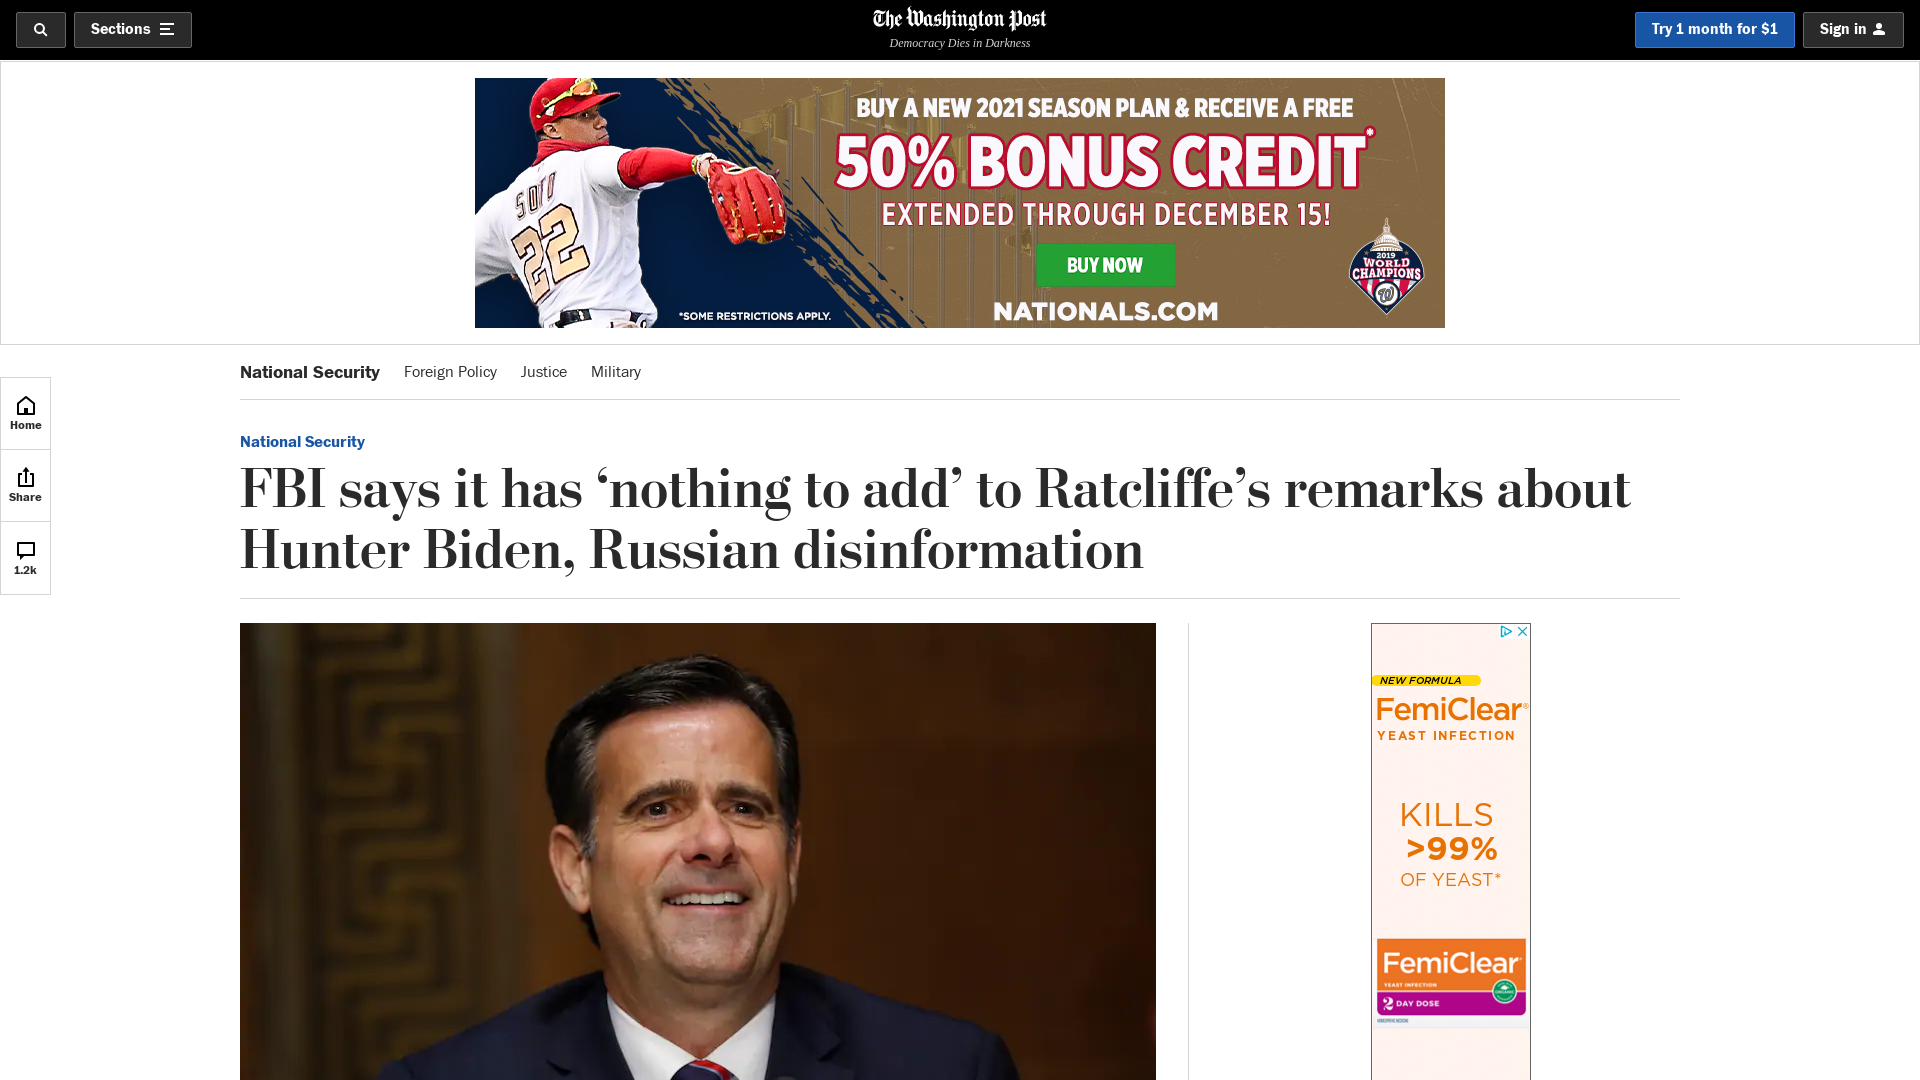 Sections
The Washington Post
Democracy Dies in Darkness
Try 1 month for $1
Sign in
BUY A NEW 2021 SEASON PLAN & RECEIVE A FREE
50% BONUS CREDIT*
EXTENDED THROUGH DECEMBER 15!
BUY NOW
NATIONALS.COM
*SOME RESTRICTIONS APPLY.
22
2019
WORLD
CHAMPIONS
W
National Security
Foreign Policy
Justice
Military
Home
Share
1.2k
National Security
FBI says it has ‘nothing to add’ to Ratcliffe’s remarks about
Hunter Biden, Russian disinformation
NEW FORMULA
FemiClear®
YEAST INFECTION
KILLS
>99%
OF YEAST*
FemiClear
YEAST INFECTION
ORGANIC
2 DAY DOSE